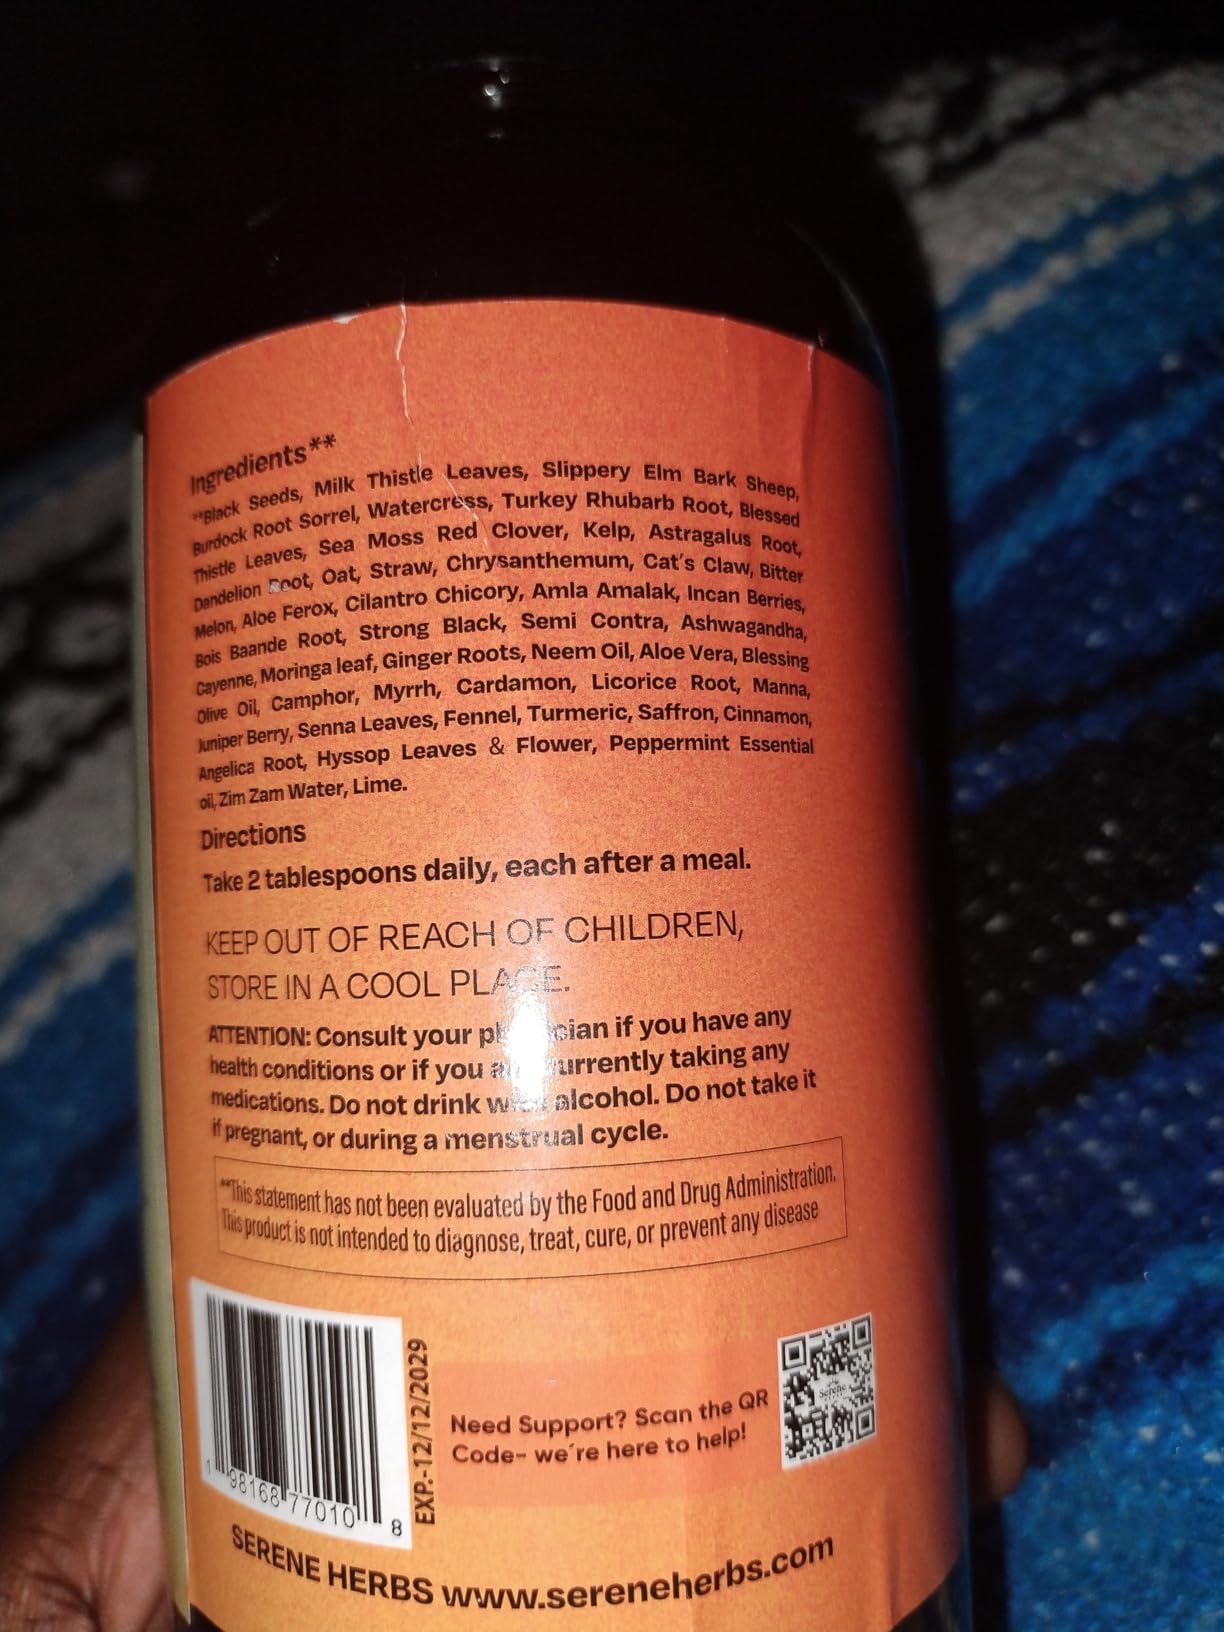 Ingredients**
**Black Seeds, Milk Thistle Leaves, Slippery Elm Bark Sheep,
Burdock Root Sorrel, Watercress, Turkey Rhubarb Root, Blessed
Thistle Leaves, Sea Moss Red Clover, Kelp, Astragalus Root,
Dandelion Root, Oat, Straw, Chrysanthemum, Cat's Claw, Bitter
Melon, Aloe Ferox, Cilantro Chicory, Amla Amalak, Incan Berries,
Bois Baande Root, Strong Black, Semi Contra, Ashwagandha,
Cayenne, Moringa leaf, Ginger Roots, Neem Oil, Aloe Vera, Blessing
Olive Oil, Camphor, Myrrh, Cardamon, Licorice Root, Manna,
Juniper Berry, Senna Leaves, Fennel, Turmeric, Saffron, Cinnamon,
Angelica Root, Hyssop Leaves & Flower, Peppermint Essential
oil, Zim Zam Water, Lime.
Directions
Take 2 tablespoons daily, each after a meal.
KEEP OUT OF REACH OF CHILDREN,
STORE IN A COOL PLACE.
ATTENTION: Consult your physician if you have any
health conditions or if you are currently taking any
medications. Do not drink with alcohol. Do not take it
if pregnant, or during a menstrual cycle.
**This statement has not been evaluated by the Food and Drug Administration.
This product is not intended to diagnose, treat, cure, or prevent any disease
1 98168 77010 8
EXP.-12/12/2029
Need Support? Scan the QR
Code- we're here to help!
Serene
SERENE HERBS www.sereneherbs.com